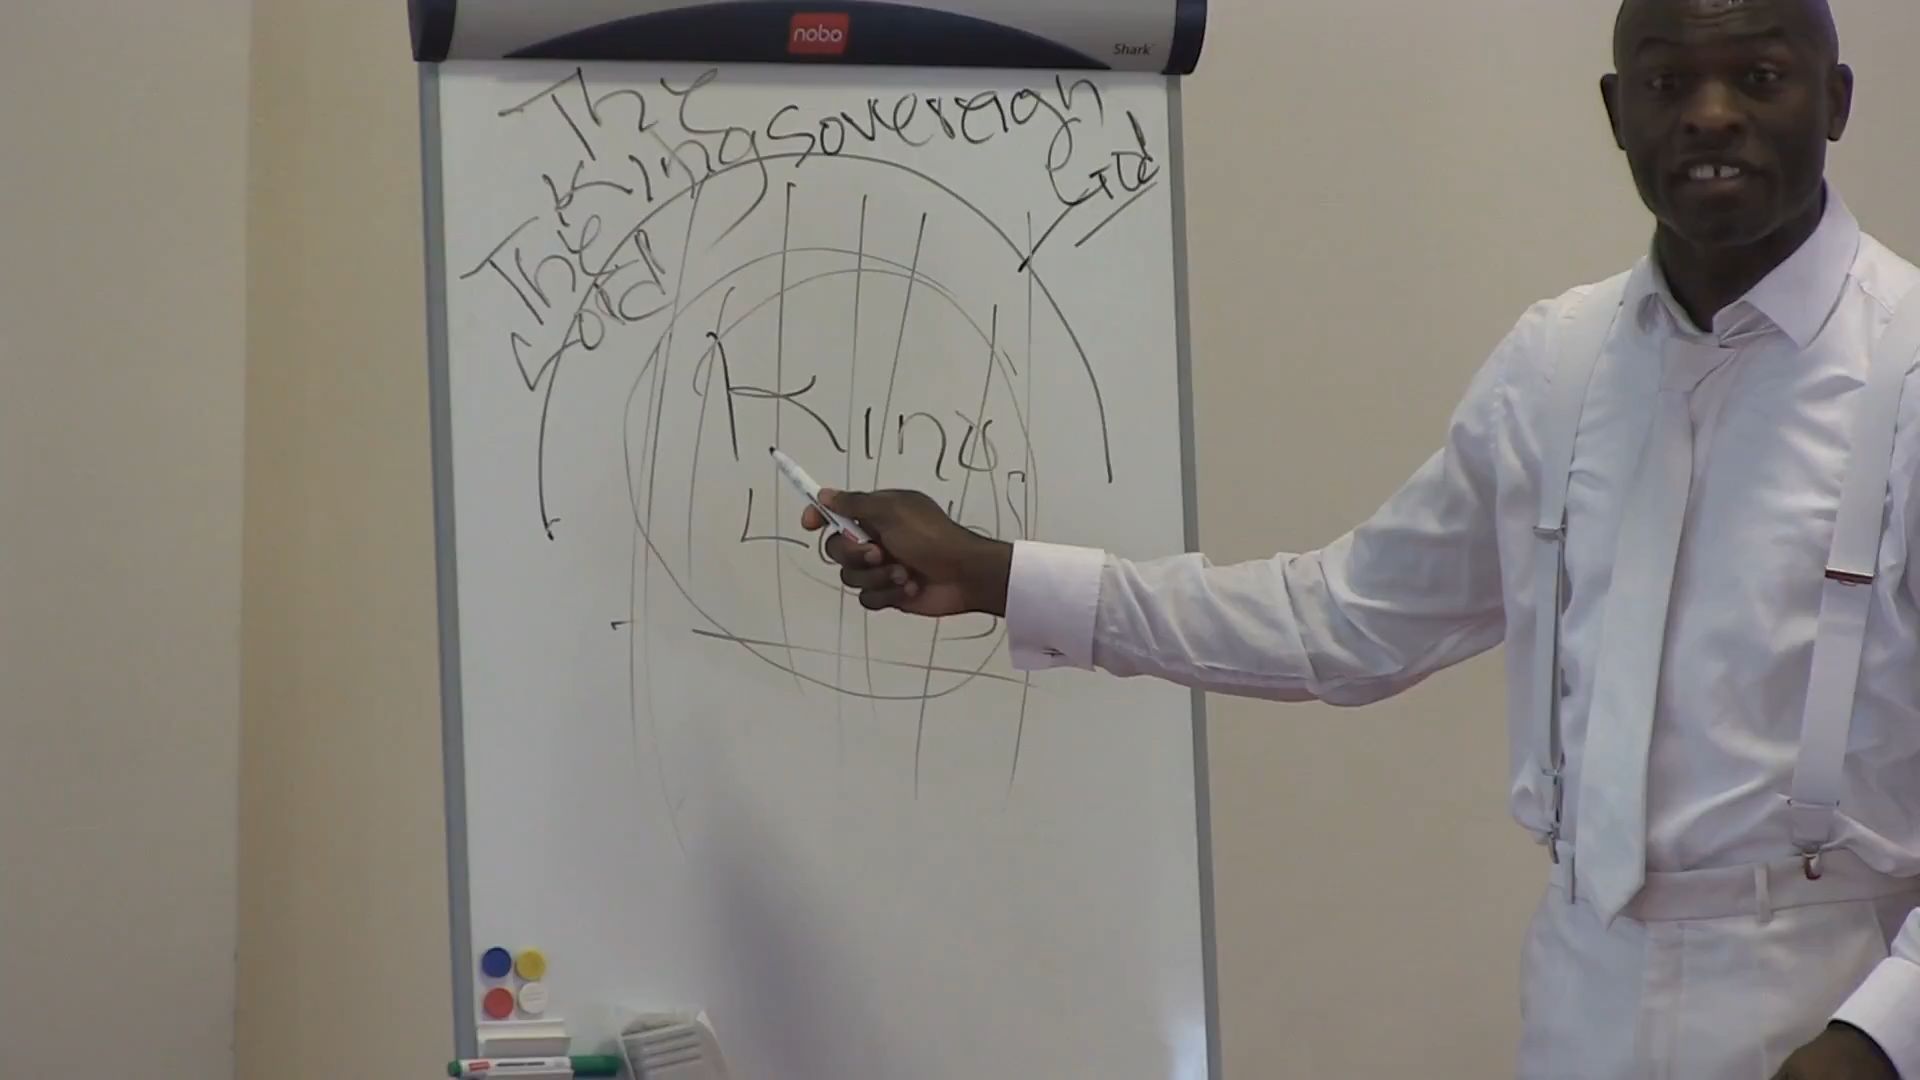 nobo
Shark
The
King Sovereign
God
The
Lord
King